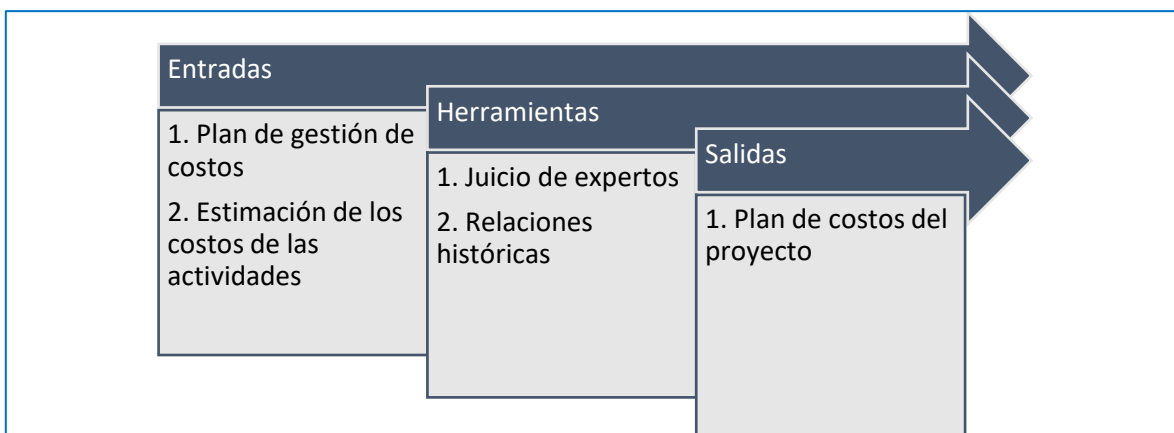 Entradas
1. Plan de gestión de
costos
2. Estimación de los
costos de las
actividades
Herramientas
1. Juicio de expertos
2. Relaciones
históricas
Salidas
1. Plan de costos del
proyecto